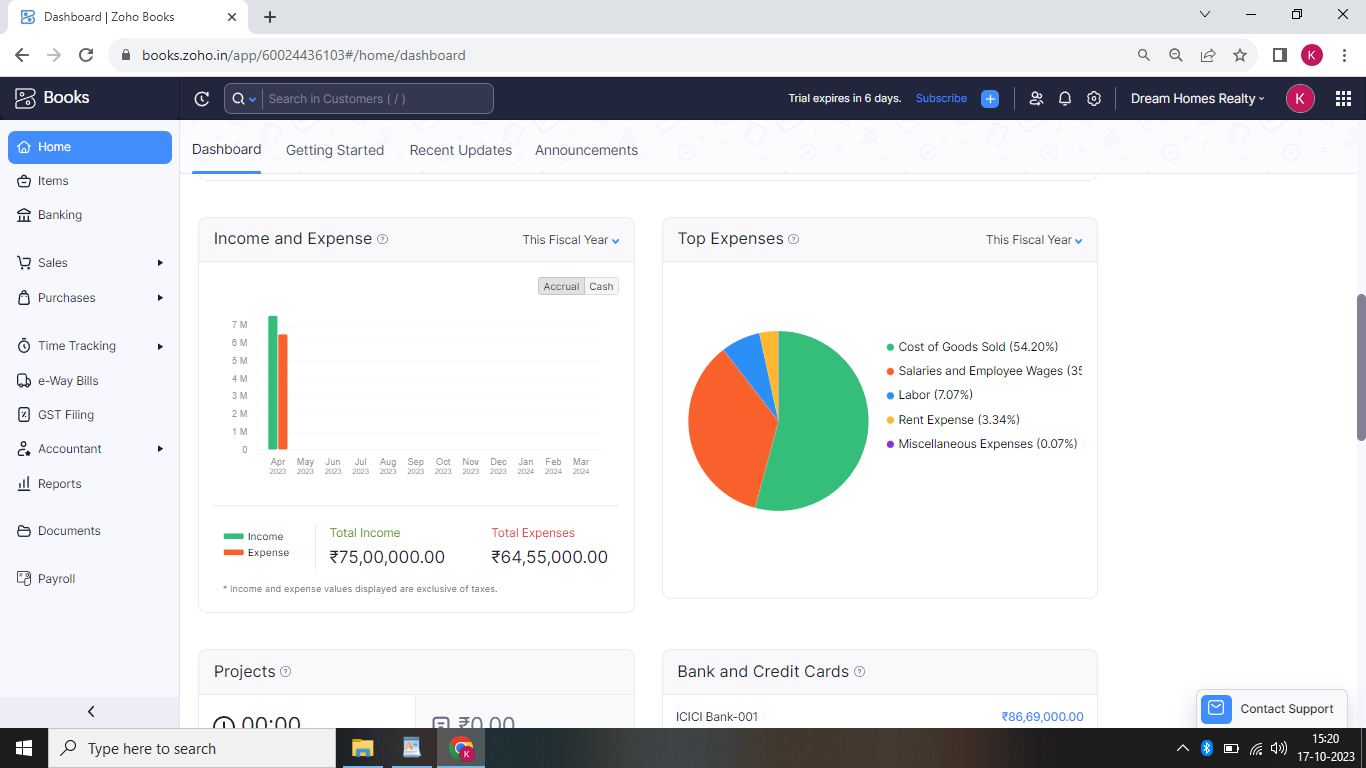 Dashboard | Zoho Books
books.zoho.in/app/60024436103#/home/dashboard
K
Books
Search in Customers ( / )
Trial expires in 6 days. Subscribe
Dream Homes Realty
K
Home
Items
Banking
Sales
Purchases
Time Tracking
e-Way Bills
GST Filing
Accountant
Reports
Documents
Payroll
Dashboard Getting Started Recent Updates Announcements
Income and Expense This Fiscal Year
Accrual Cash
7 M
6 M
5 M
4 M
3 M
2 M
1 M
0
Apr May Jun Jul Aug Sep Oct Nov Dec Jan Feb Mar
2023 2023 2023 2023 2023 2023 2023 2023 2023 2024 2024 2024
Income
Expense
Total Income
₹75,00,000.00
Total Expenses
₹64,55,000.00
* Income and expense values displayed are exclusive of taxes.
Top Expenses This Fiscal Year
Cost of Goods Sold (54.20%)
Salaries and Employee Wages (35
Labor (7.07%)
Rent Expense (3.34%)
Miscellaneous Expenses (0.07%)
Projects
00:00 ₹0.00
Bank and Credit Cards
ICICI Bank-001 ₹86,69,000.00
Contact Support
Type here to search
K
15:20
17-10-2023